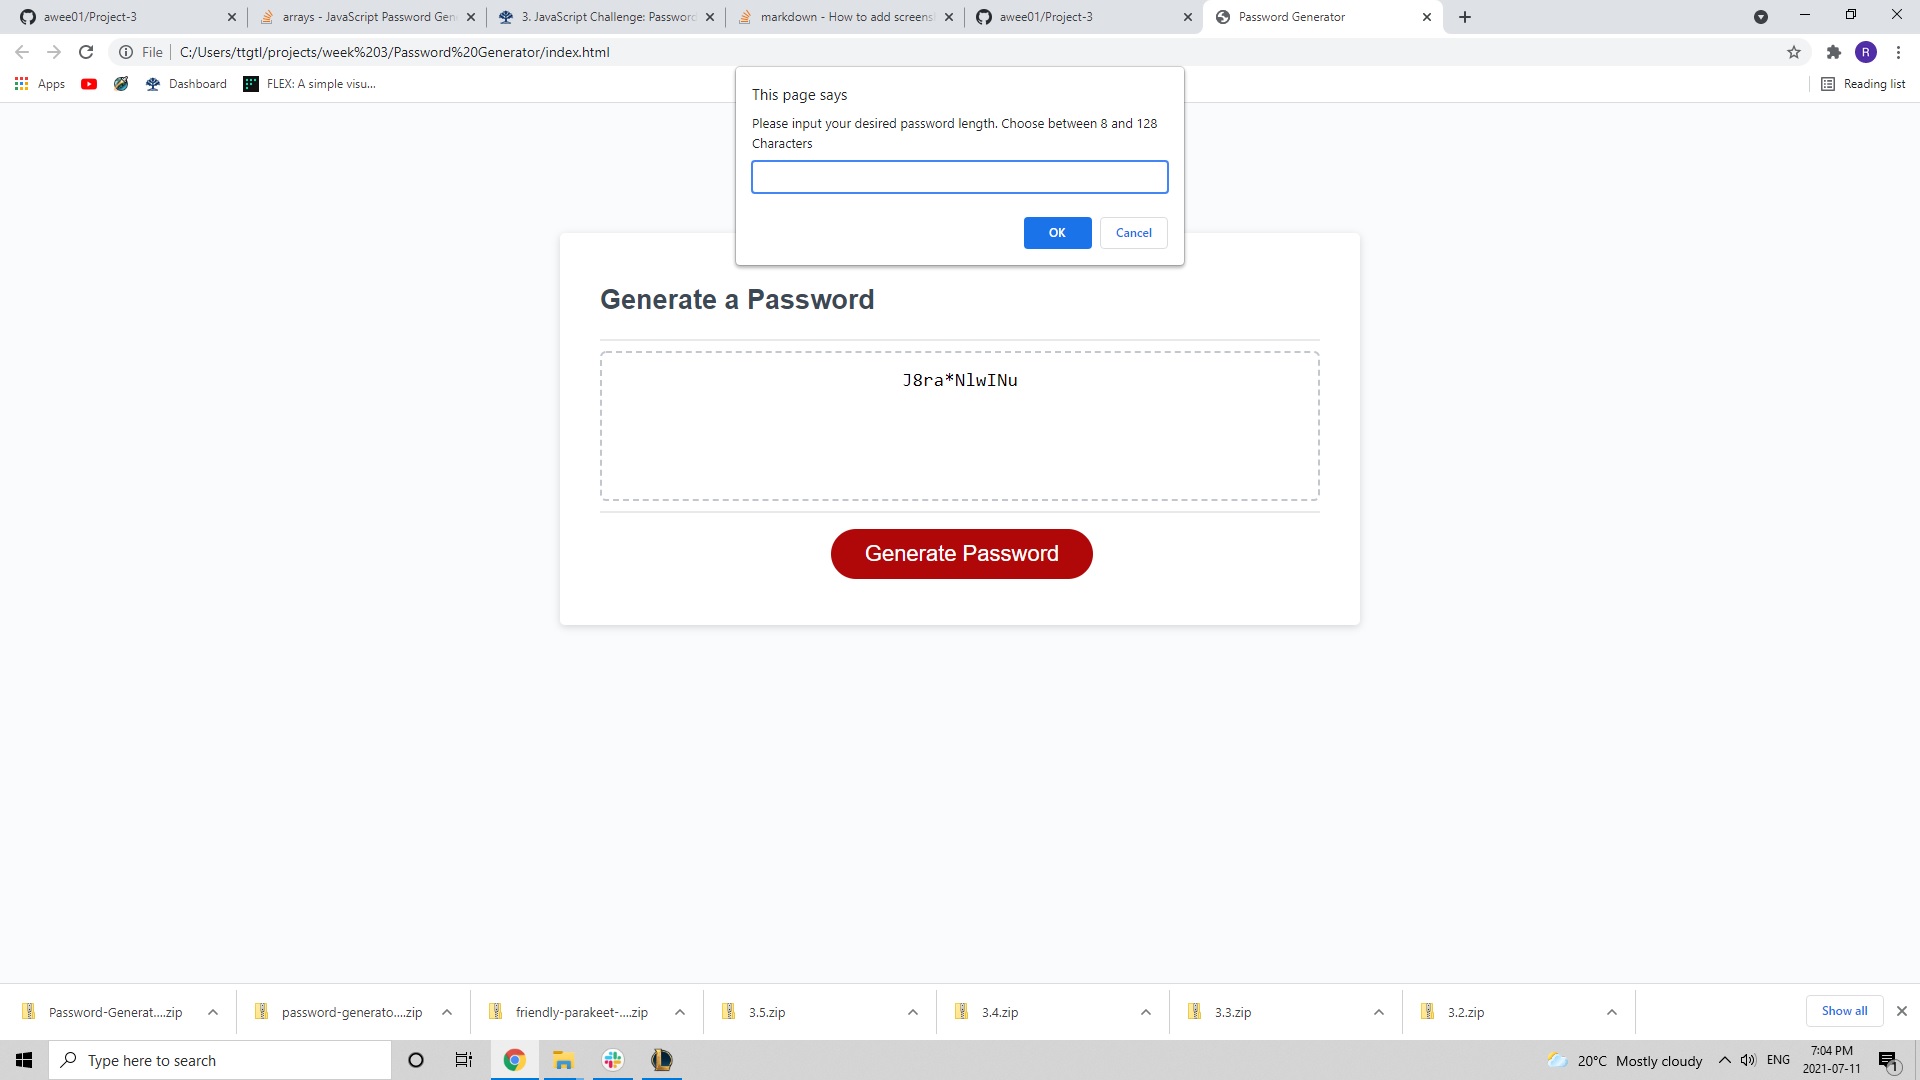 awee01/Project-3
arrays - JavaScript Password Gen
3. JavaScript Challenge: Password
markdown - How to add screensh
awee01/Project-3
Password Generator
File
C:/Users/ttgtl/projects/week%203/Password%20Generator/index.html
R
Apps
Dashboard
FLEX: A simple visu...
Reading list
This page says
Please input your desired password length. Choose between 8 and 128
Characters
OK
Cancel
Generate a Password
J8ra*NlwINu
Generate Password
Password-Generat....zip
password-generato....zip
friendly-parakeet-....zip
3.5.zip
3.4.zip
3.3.zip
3.2.zip
Show all
Type here to search
20°C Mostly cloudy
ENG
7:04 PM
2021-07-11
1